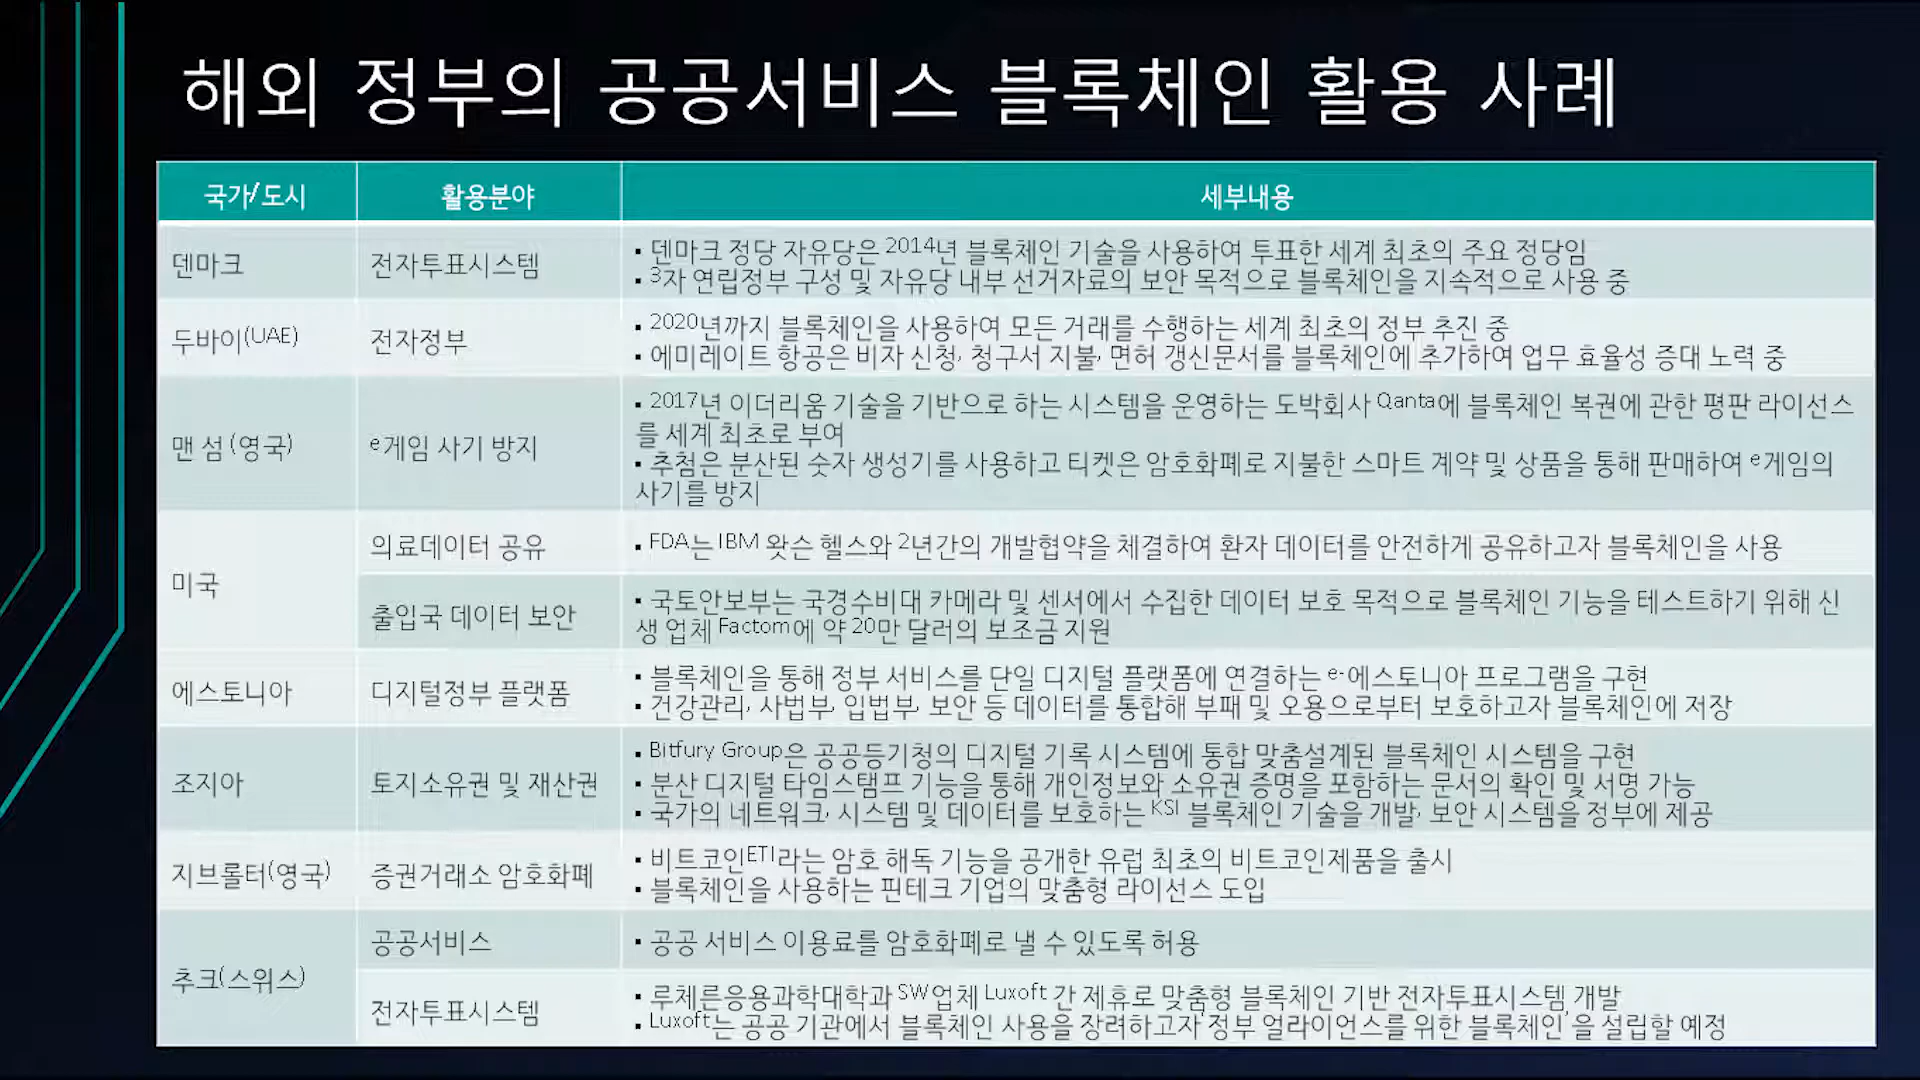 해외 정부의 공공서비스 블록체인 활용 사례
국가/도시 활용분야 세부내용
덴마크 전자투표시스템
▪ 덴마크 정당 자유당은 2014년 블록체인 기술을 사용하여 투표한 세계 최초의 주요 정당임
▪ 3자 연립정부 구성 및 자유당 내부 선거자료의 보안 목적으로 블록체인을 지속적으로 사용 중
두바이(UAE) 전자정부
▪ 2020년까지 블록체인을 사용하여 모든 거래를 수행하는 세계 최초의 정부 추진 중
▪ 에미레이트 항공은 비자 신청, 청구서 지불, 면허 갱신문서를 블록체인에 추가하여 업무 효율성 증대 노력 중
맨 섬 (영국) e게임 사기 방지
▪ 2017년 이더리움 기술을 기반으로 하는 시스템을 운영하는 도박회사 Qanta에 블록체인 복권에 관한 평판 라이선스
를 세계 최초로 부여
▪ 추첨은 분산된 숫자 생성기를 사용하고 티켓은 암호화폐로 지불한 스마트 계약 및 상품을 통해 판매하여 e게임의
사기를 방지
미국
의료데이터 공유
▪ FDA는 IBM 왓슨 헬스와 2년간의 개발협약을 체결하여 환자 데이터를 안전하게 공유하고자 블록체인을 사용
출입국 데이터 보안
▪ 국토안보부는 국경수비대 카메라 및 센서에서 수집한 데이터 보호 목적으로 블록체인 기능을 테스트하기 위해 신
생 업체 Factom에 약 20만 달러의 보조금 지원
에스토니아 디지털정부 플랫폼
▪ 블록체인을 통해 정부 서비스를 단일 디지털 플랫폼에 연결하는 e-에스토니아 프로그램을 구현
▪ 건강관리, 사법부, 입법부, 보안 등 데이터를 통합해 부패 및 오용으로부터 보호하고자 블록체인에 저장
조지아 토지소유권 및 재산권
▪ Bitfury Group은 공공등기청의 디지털 기록 시스템에 통합 맞춤설계된 블록체인 시스템을 구현
▪ 분산 디지털 타임스탬프 기능을 통해 개인정보와 소유권 증명을 포함하는 문서의 확인 및 서명 가능
▪ 국가의 네트워크, 시스템 및 데이터를 보호하는 KSI 블록체인 기술을 개발, 보안 시스템을 정부에 제공
지브롤터(영국) 증권거래소 암호화폐
▪ 비트코인ETI라는 암호 해독 기능을 공개한 유럽 최초의 비트코인제품을 출시
▪ 블록체인을 사용하는 핀테크 기업의 맞춤형 라이선스 도입
추크(스위스)
공공서비스
▪ 공공 서비스 이용료를 암호화폐로 낼 수 있도록 허용
전자투표시스템
▪ 루체른응용과학대학과 SW업체 Luxoft 간 제휴로 맞춤형 블록체인 기반 전자투표시스템 개발
▪ Luxoft는 공공 기관에서 블록체인 사용을 장려하고자 정부 얼라이언스를 위한 블록체인 을 설립할 예정